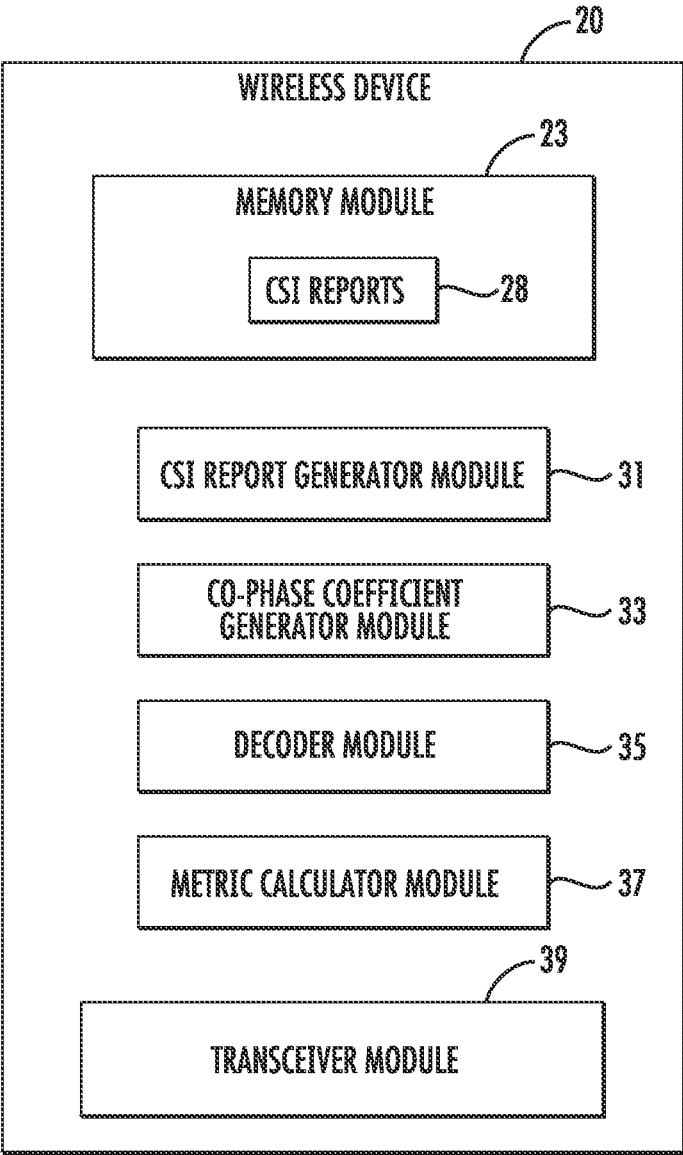 20
WIRELESS DEVICE
23
MEMORY MODULE
CSI REPORTS
28
CSI REPORT GENERATOR MODULE
31
CO-PHASE COEFFICIENT
GENERATOR MODULE
33
DECODER MODULE
35
METRIC CALCULATOR MODULE
37
39
TRANSCEIVER MODULE